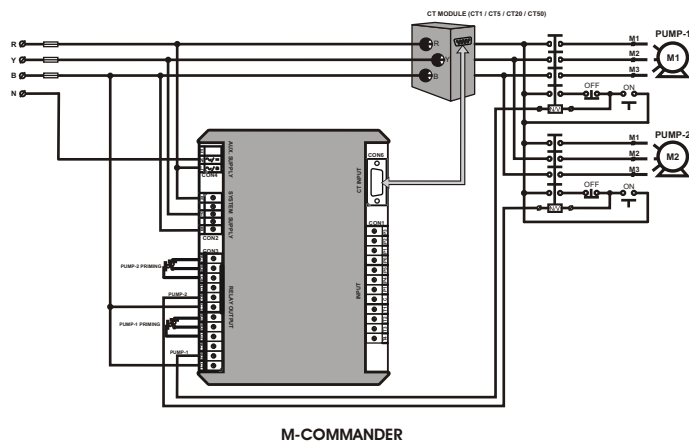 CT MODULE (CT1 / CT5 / CT20 / CT50)
R
Y
B
N
R
Y
B
M1
M2
M3
PUMP-1
M1
OFF
ON
M1
M2
M3
PUMP-2
M2
OFF
ON
AUX. SUPPLY
CON4
SYSTEM SUPPLY
CON2
CON3
RELAY OUTPUT
CON6
CT INPUT
CON1
INPUT
PUMP-2 PRIMING
PUMP-2
PUMP-1 PRIMING
PUMP-1
M-COMMANDER